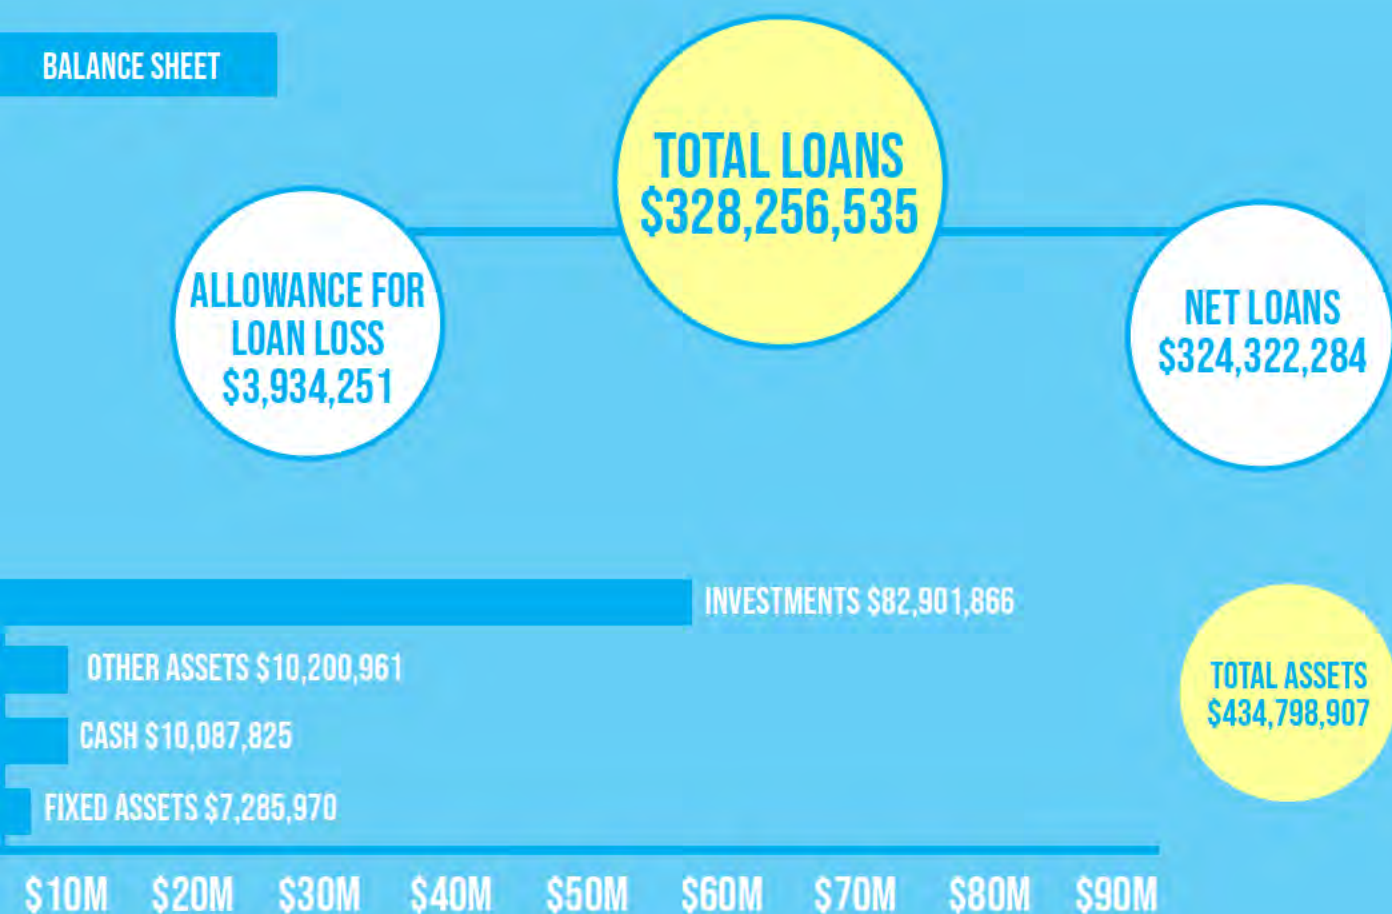 BALANCE SHEET
TOTAL LOANS
$328,256,535
ALLOWANCE FOR
LOAN LOSS
$3,934,251
NET LOANS
$324,322,284
INVESTMENTS $82,901,866
OTHER ASSETS $10,200,961
CASH $10,087,825
FIXED ASSETS $7,285,970
TOTAL ASSETS
$434,798,907
$10M $20M $30M $40M $50M $60M $70M $80M $90M